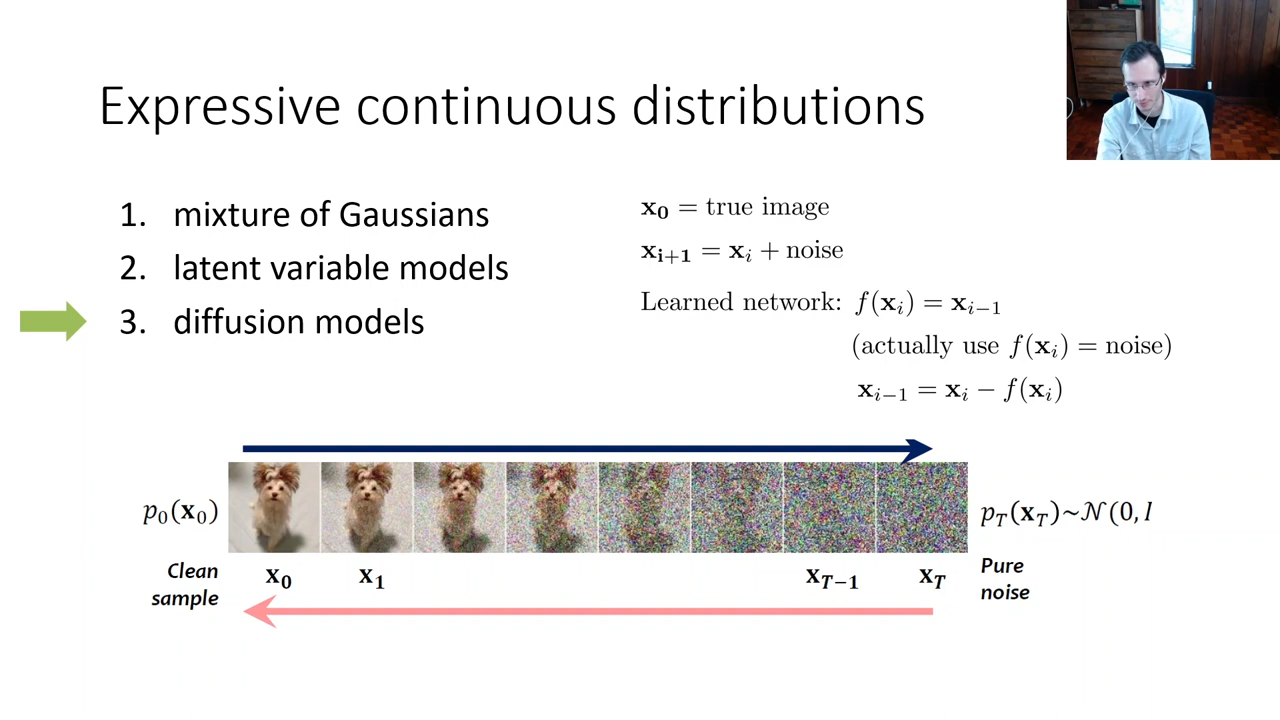 Expressive continuous distributions
1. mixture of Gaussians
2. latent variable models
3. diffusion models
x₀ = true image
xᵢ₊₁ = xᵢ + noise
Learned network: f(xᵢ) = xᵢ₋₁
(actually use f(xᵢ) = noise)
xᵢ₋₁ = xᵢ − f(xᵢ)
p₀(x₀)
p_T(x_T)~𝒩(0, I
Clean
sample
x₀ x₁ x_{T−1} x_T
Pure
noise